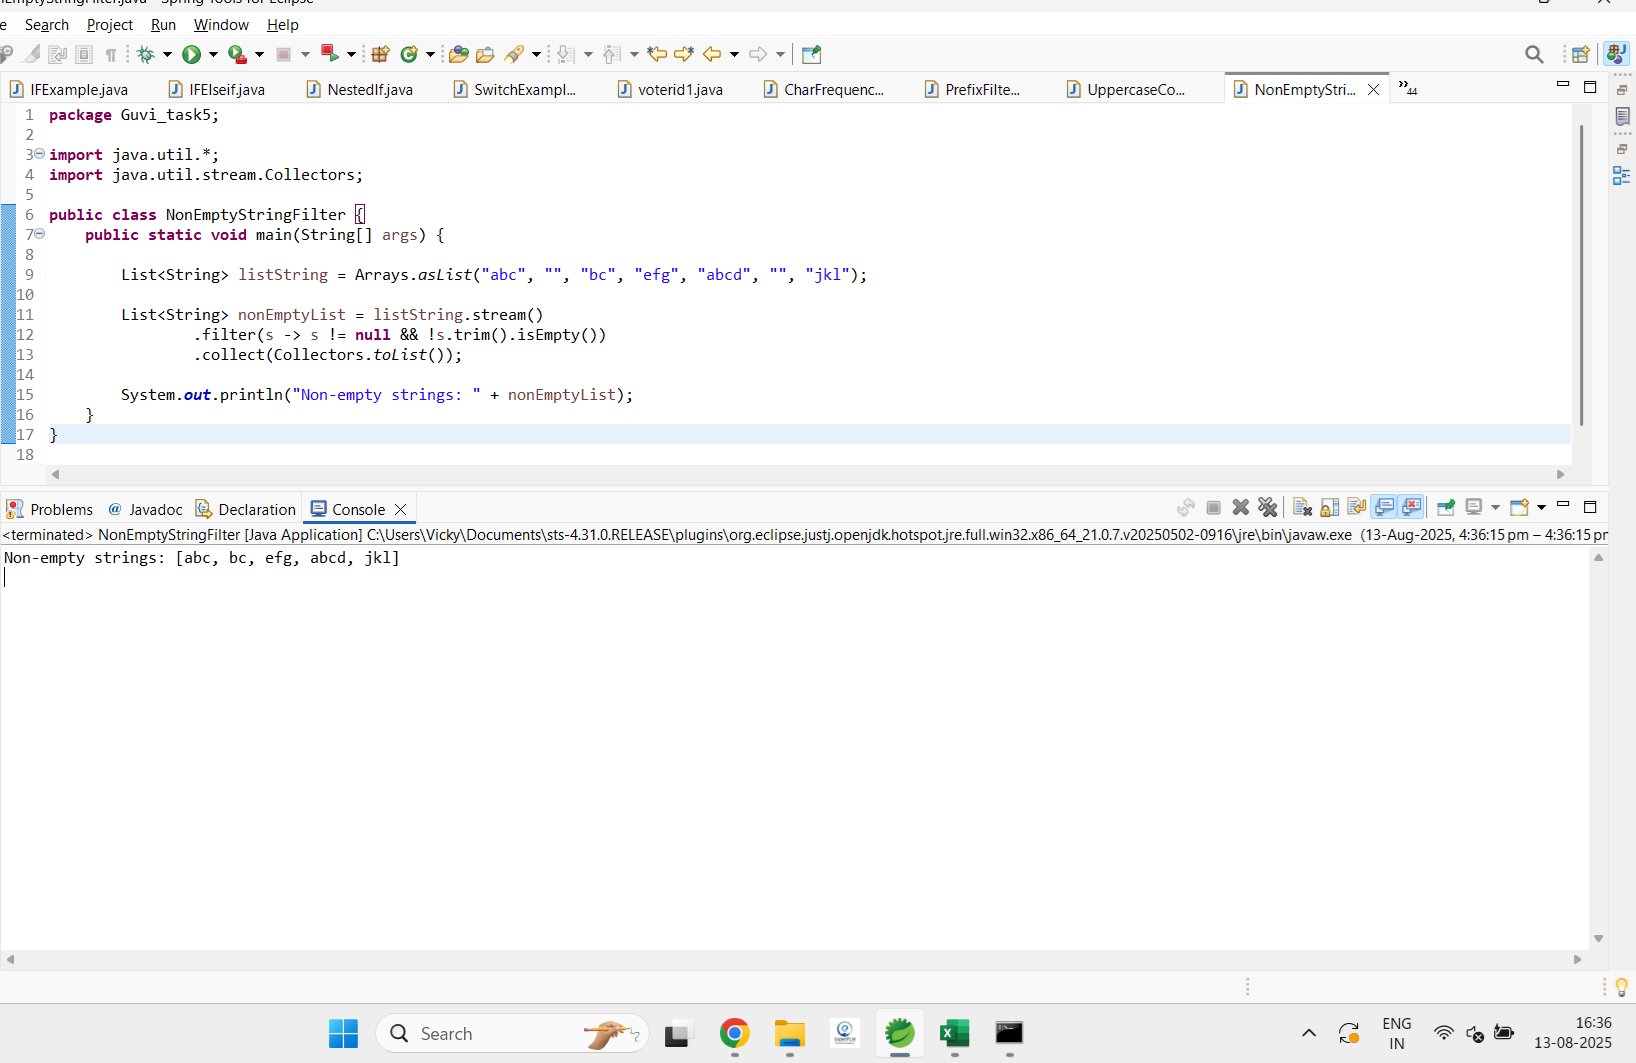 Search Project Run Window Help
IFExample.java IFElseif.java NestedIf.java SwitchExampl... voterid1.java CharFrequenc... PrefixFilte... UppercaseCo... NonEmptyStri... »44
1 package Guvi_task5;
2
3 import java.util.*;
4 import java.util.stream.Collectors;
5
6 public class NonEmptyStringFilter {
7 public static void main(String[] args) {
8
9 List<String> listString = Arrays.asList("abc", "", "bc", "efg", "abcd", "", "jkl");
10
11 List<String> nonEmptyList = listString.stream()
12 .filter(s -> s != null && !s.trim().isEmpty())
13 .collect(Collectors.toList());
14
15 System.out.println("Non-empty strings: " + nonEmptyList);
16 }
17 }
18
Problems @ Javadoc Declaration Console
<terminated> NonEmptyStringFilter [Java Application] C:\Users\Vicky\Documents\sts-4.31.0.RELEASE\plugins\org.eclipse.justj.openjdk.hotspot.jre.full.win32.x86_64_21.0.7.v20250502-0916\jre\bin\javaw.exe (13-Aug-2025, 4:36:15 pm – 4:36:15 pm
Non-empty strings: [abc, bc, efg, abcd, jkl]
Search
ENG
IN
16:36
13-08-2025